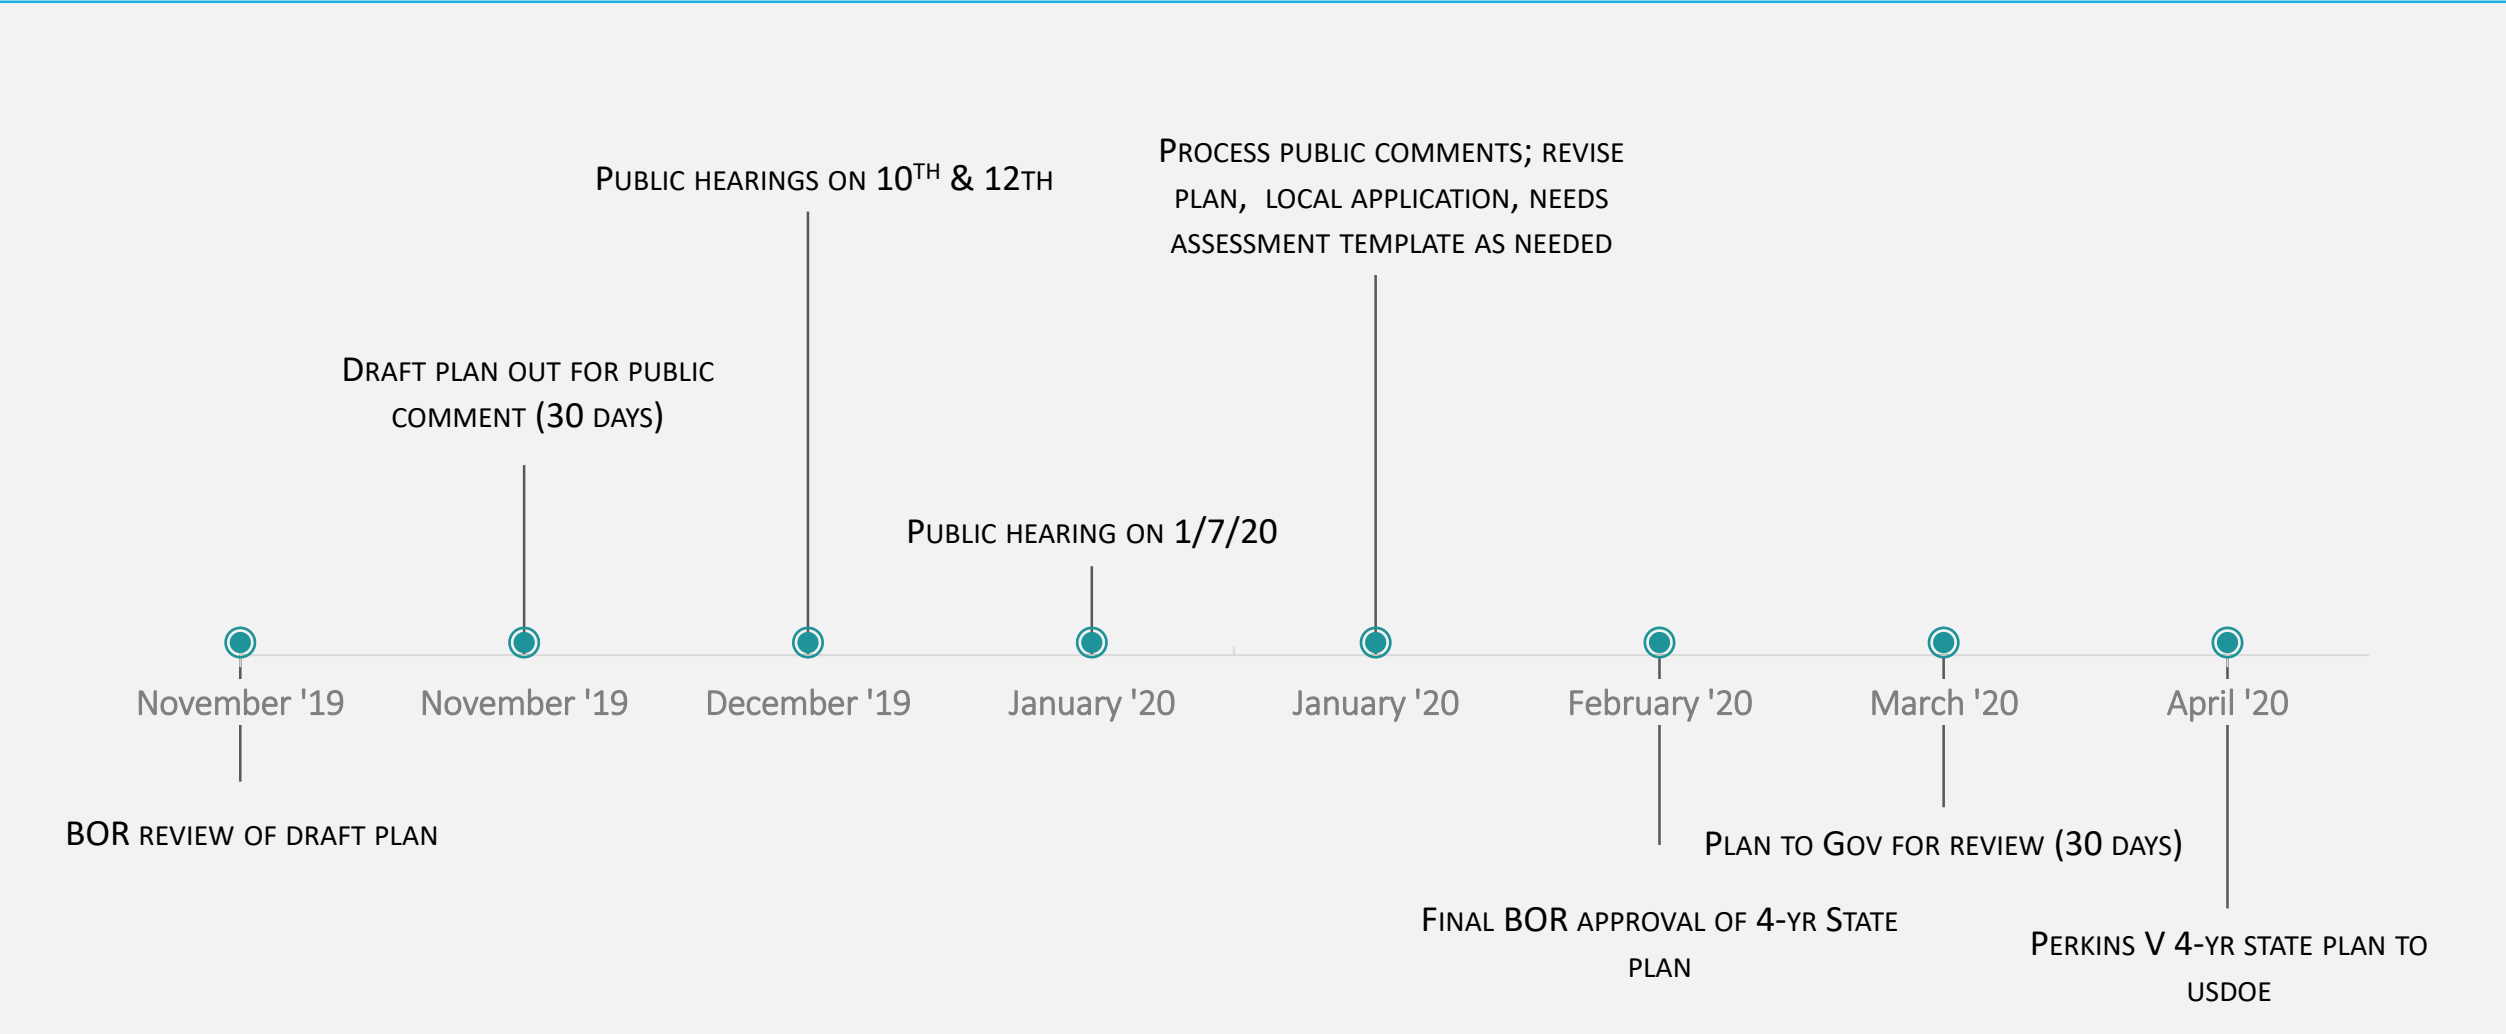 Process public comments; revise
plan, local application, needs
assessment template as needed
Public hearings on 10th & 12th
Draft plan out for public
comment (30 days)
Public hearing on 1/7/20
November '19
November '19
December '19
January '20
January '20
February '20
March '20
April '20
BOR review of draft plan
Plan to Gov for review (30 days)
Final BOR approval of 4-yr State
plan
Perkins V 4-yr state plan to
usdoe